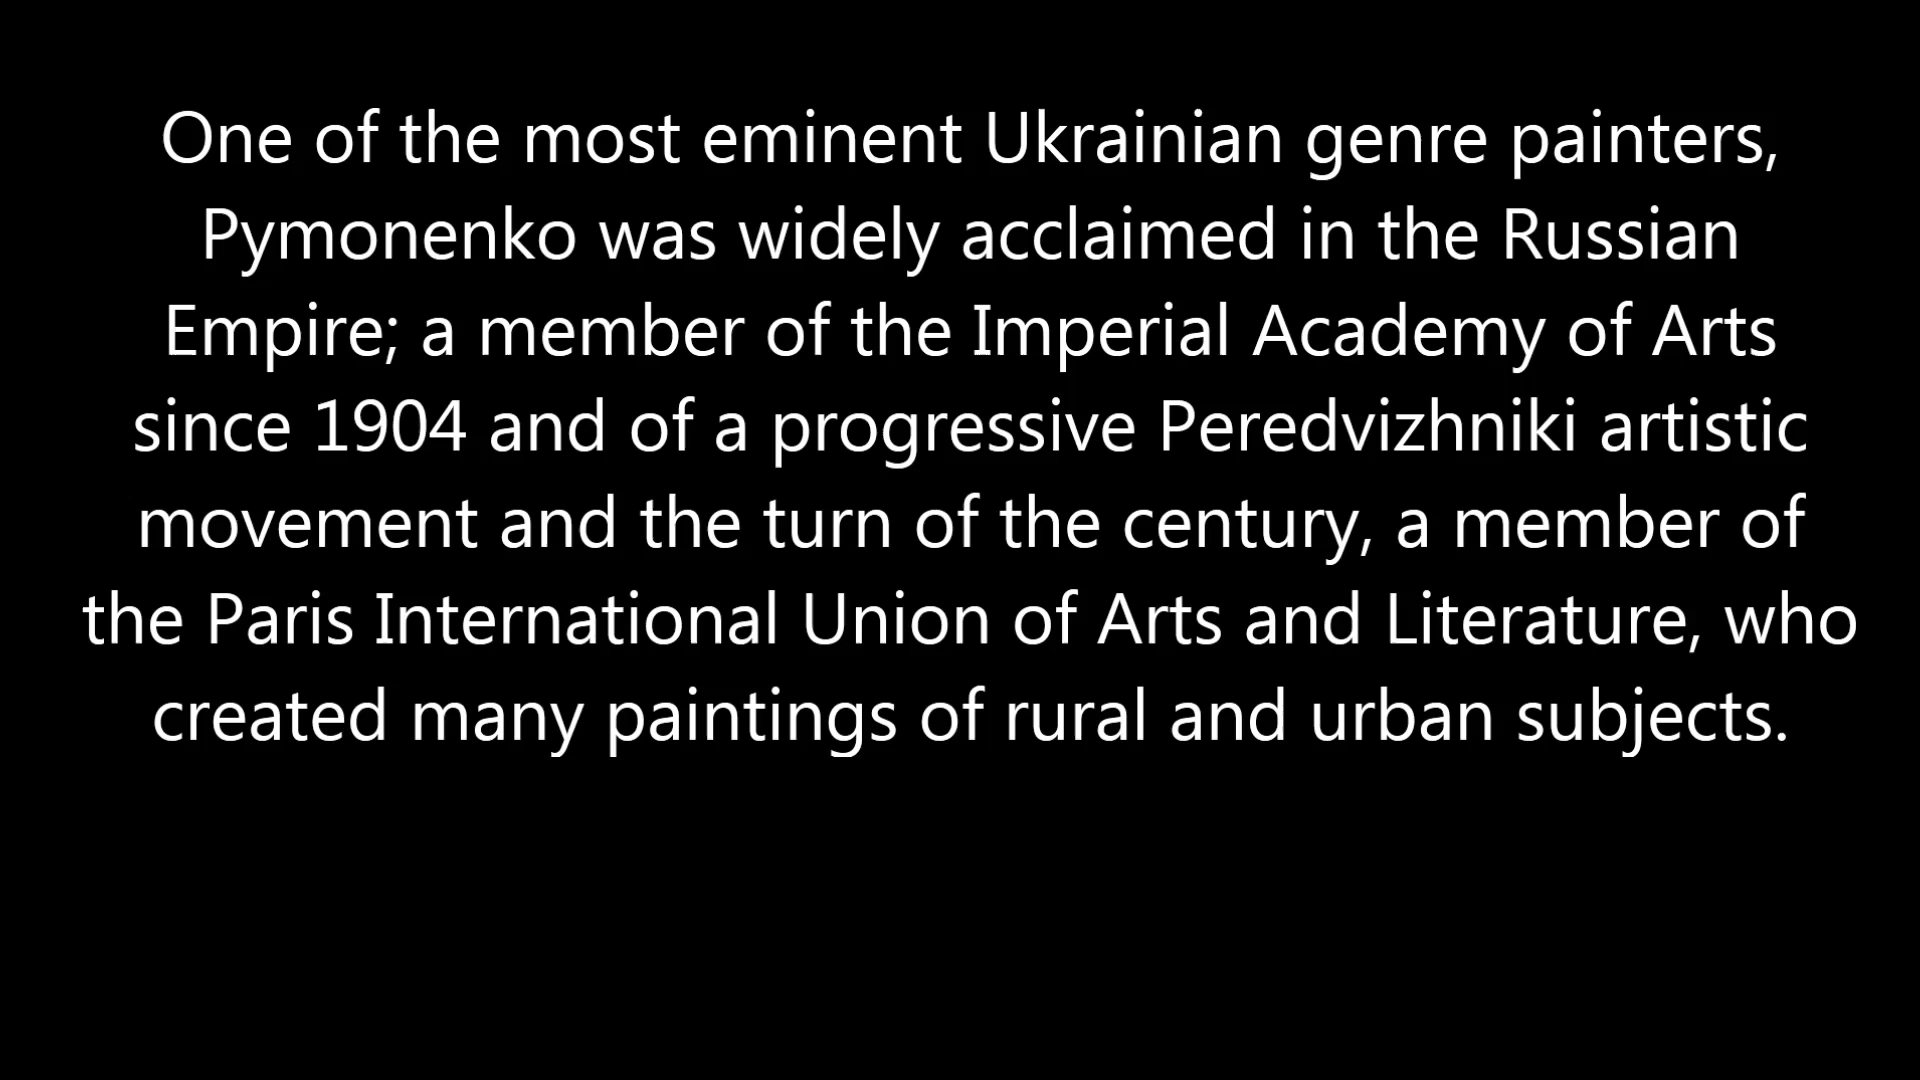 One of the most eminent Ukrainian genre painters,
Pymonenko was widely acclaimed in the Russian
Empire; a member of the Imperial Academy of Arts
since 1904 and of a progressive Peredvizhniki artistic
movement and the turn of the century, a member of
the Paris International Union of Arts and Literature, who
created many paintings of rural and urban subjects.